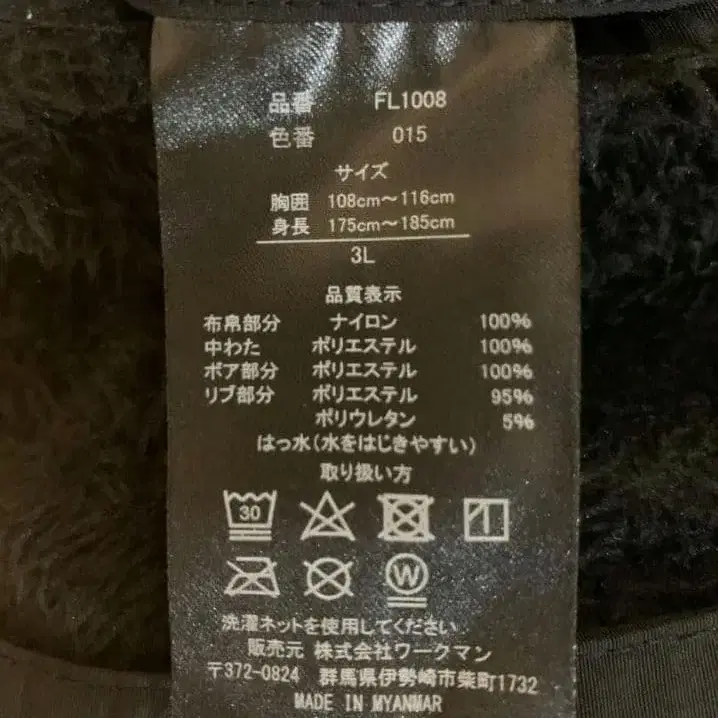 品番 FL1008
色番 015
サイズ
胸囲 108cm～116cm
身長 175cm～185cm
3L
品質表示
布帛部分 ナイロン 100%
中わた ポリエステル 100%
ボア部分 ポリエステル 100%
リブ部分 ポリエステル 95%
ポリウレタン 5%
はっ水(水をはじきやすい)
取り扱い方
30
W
洗濯ネットを使用してください
販売元 株式会社ワークマン
〒372-0824 群馬県伊勢崎市柴町1732
MADE IN MYANMAR